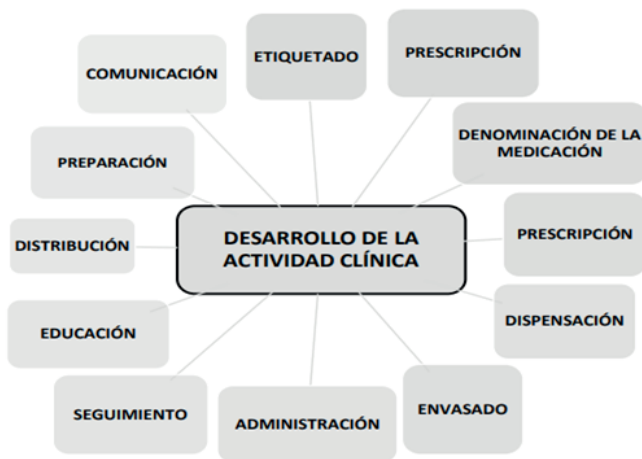 ETIQUETADO
PRESCRIPCIÓN
COMUNICACIÓN
DENOMINACIÓN DE LA
MEDICACIÓN
PREPARACIÓN
DESARROLLO DE LA
ACTIVIDAD CLÍNICA
PRESCRIPCIÓN
DISTRIBUCIÓN
DISPENSACIÓN
EDUCACIÓN
SEGUIMIENTO
ADMINISTRACIÓN
ENVASADO